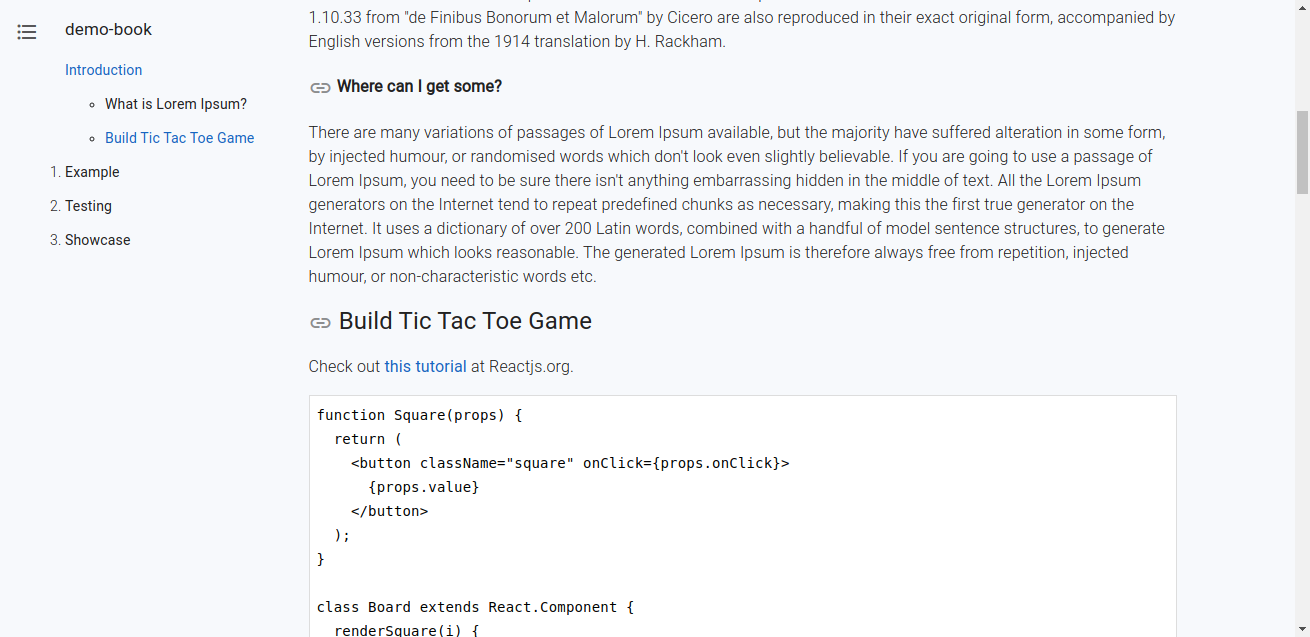 demo-book
Introduction
What is Lorem Ipsum?
Build Tic Tac Toe Game
1. Example
2. Testing
3. Showcase
1.10.33 from "de Finibus Bonorum et Malorum" by Cicero are also reproduced in their exact original form, accompanied by
English versions from the 1914 translation by H. Rackham.
Where can I get some?
There are many variations of passages of Lorem Ipsum available, but the majority have suffered alteration in some form,
by injected humour, or randomised words which don't look even slightly believable. If you are going to use a passage of
Lorem Ipsum, you need to be sure there isn't anything embarrassing hidden in the middle of text. All the Lorem Ipsum
generators on the Internet tend to repeat predefined chunks as necessary, making this the first true generator on the
Internet. It uses a dictionary of over 200 Latin words, combined with a handful of model sentence structures, to generate
Lorem Ipsum which looks reasonable. The generated Lorem Ipsum is therefore always free from repetition, injected
humour, or non-characteristic words etc.
Build Tic Tac Toe Game
Check out this tutorial at Reactjs.org.
function Square(props) {
  return (
    <button className="square" onClick={props.onClick}>
      {props.value}
    </button>
  );
}
class Board extends React.Component {
  renderSquare(i) {